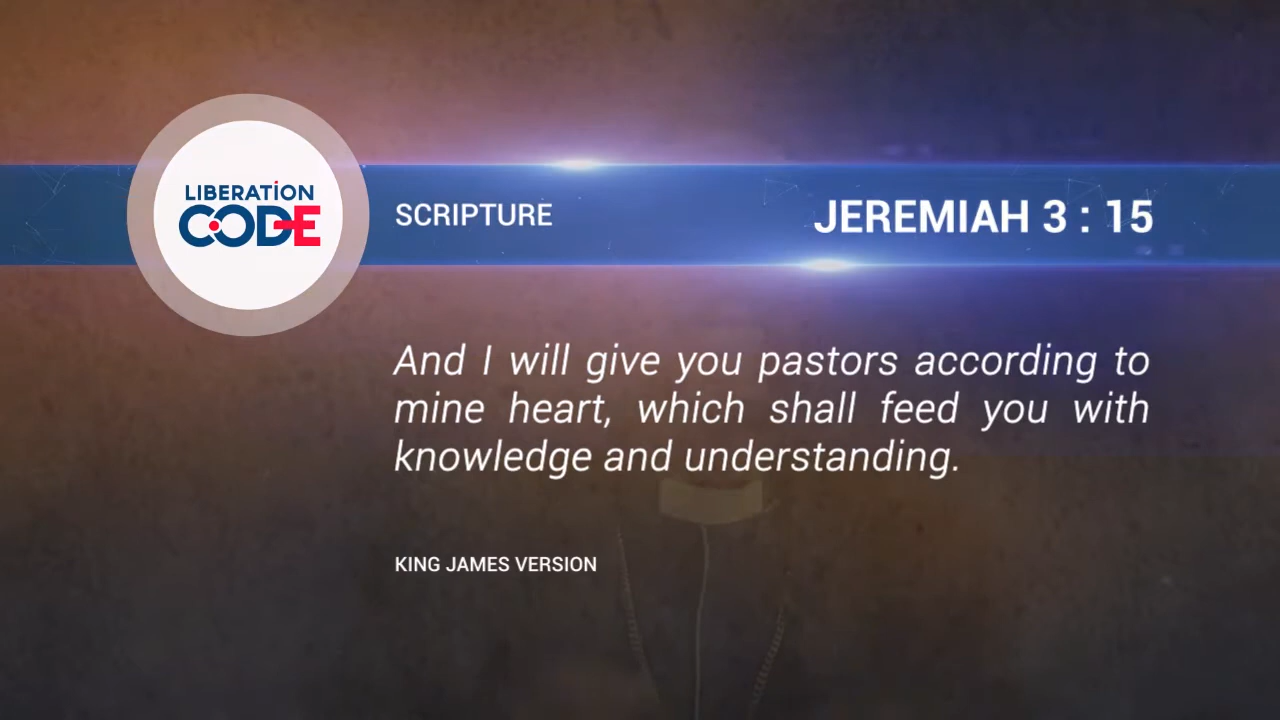 LIBERATION
CODE
SCRIPTURE
JEREMIAH 3 : 15
And I will give you pastors according to
mine heart, which shall feed you with
knowledge and understanding.
KING JAMES VERSION